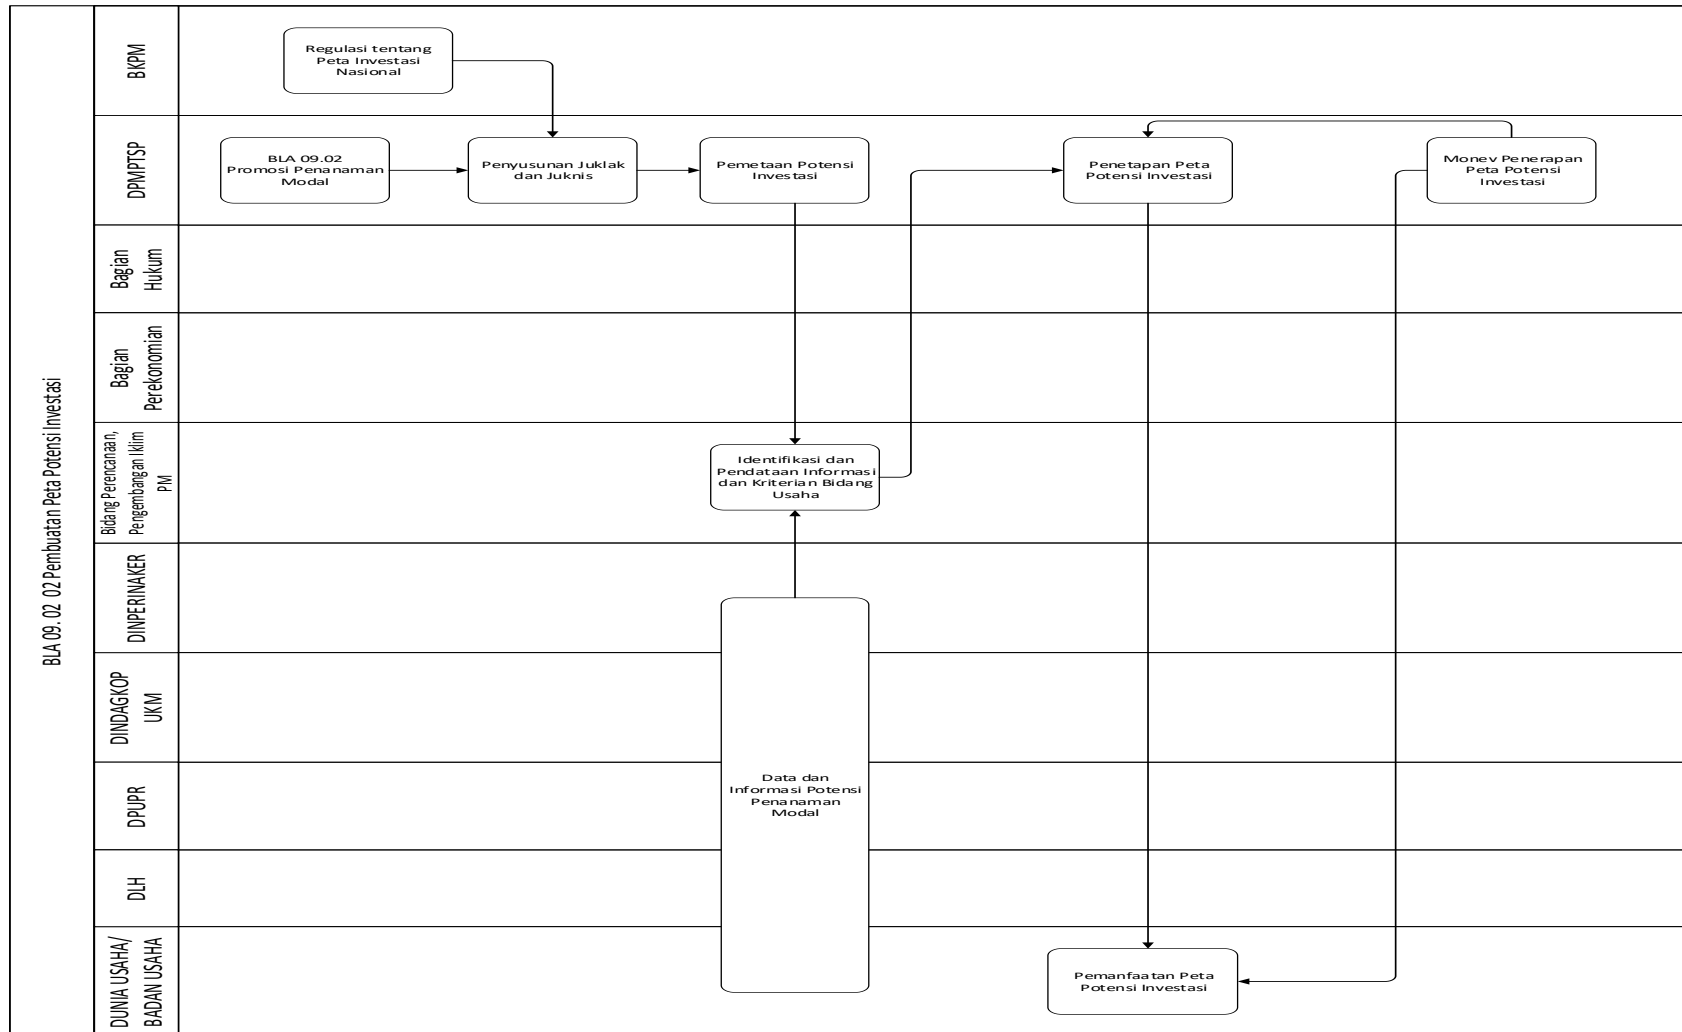 BLA 09. 02 02 Pembuatan Peta Potensi Investasi
BKPM
Regulasi tentang
Peta Investasi
Nasional
DPMPTSP
BLA 09.02
Promosi Penanaman
Modal
Penyusunan Juklak
dan Juknis
Pemetaan Potensi
Investasi
Penetapan Peta
Potensi Investasi
Monev Penerapan
Peta Potensi
Investasi
Bagian
Hukum
Bagian
Perekonomian
Bidang Perencanaan,
Pengembangan Iklim
PM
Identifikasi dan
Pendataan Informasi
dan Kriterian Bidang
Usaha
DINPERINAKER
DINDAGKOP
UKM
DPUPR
Data dan
Informasi Potensi
Penanaman
Modal
DLH
DUNIA USAHA/
BADAN USAHA
Pemanfaatan Peta
Potensi Investasi